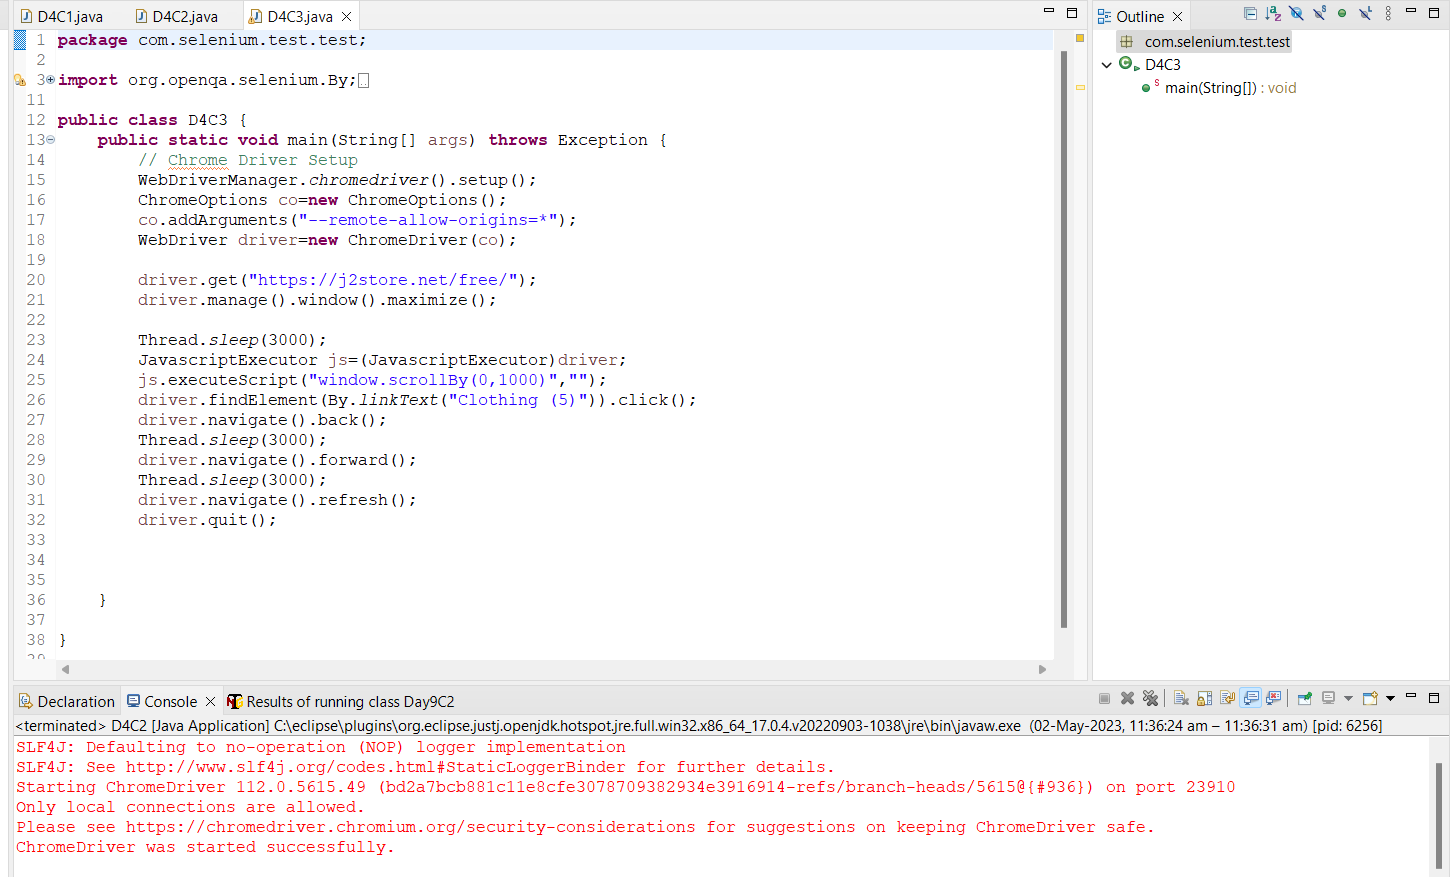 D4C1.java D4C2.java D4C3.java
1 package com.selenium.test.test;
2
3 import org.openqa.selenium.By;
11
12 public class D4C3 {
13 public static void main(String[] args) throws Exception {
14 // Chrome Driver Setup
15 WebDriverManager.chromedriver().setup();
16 ChromeOptions co=new ChromeOptions();
17 co.addArguments("--remote-allow-origins=*");
18 WebDriver driver=new ChromeDriver(co);
19
20 driver.get("https://j2store.net/free/");
21 driver.manage().window().maximize();
22
23 Thread.sleep(3000);
24 JavascriptExecutor js=(JavascriptExecutor)driver;
25 js.executeScript("window.scrollBy(0,1000)","");
26 driver.findElement(By.linkText("Clothing (5)")).click();
27 driver.navigate().back();
28 Thread.sleep(3000);
29 driver.navigate().forward();
30 Thread.sleep(3000);
31 driver.navigate().refresh();
32 driver.quit();
33
34
35
36 }
37
38 }
39
Outline
com.selenium.test.test
D4C3
main(String[]) : void
Declaration Console Results of running class Day9C2
<terminated> D4C2 [Java Application] C:\eclipse\plugins\org.eclipse.justj.openjdk.hotspot.jre.full.win32.x86_64_17.0.4.v20220903-1038\jre\bin\javaw.exe (02-May-2023, 11:36:24 am – 11:36:31 am) [pid: 6256]
SLF4J: Defaulting to no-operation (NOP) logger implementation
SLF4J: See http://www.slf4j.org/codes.html#StaticLoggerBinder for further details.
Starting ChromeDriver 112.0.5615.49 (bd2a7bcb881c11e8cfe3078709382934e3916914-refs/branch-heads/5615@{#936}) on port 23910
Only local connections are allowed.
Please see https://chromedriver.chromium.org/security-considerations for suggestions on keeping ChromeDriver safe.
ChromeDriver was started successfully.